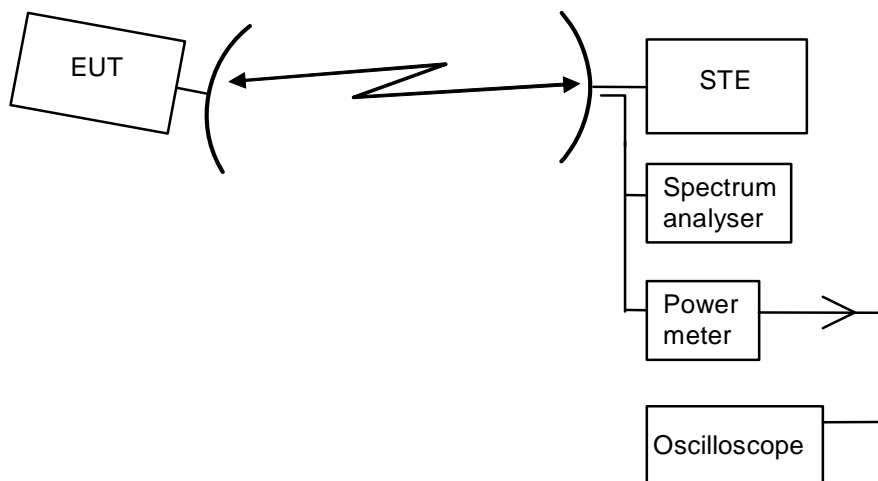 EUT
STE
Spectrum
analyser
Power
meter
Oscilloscope